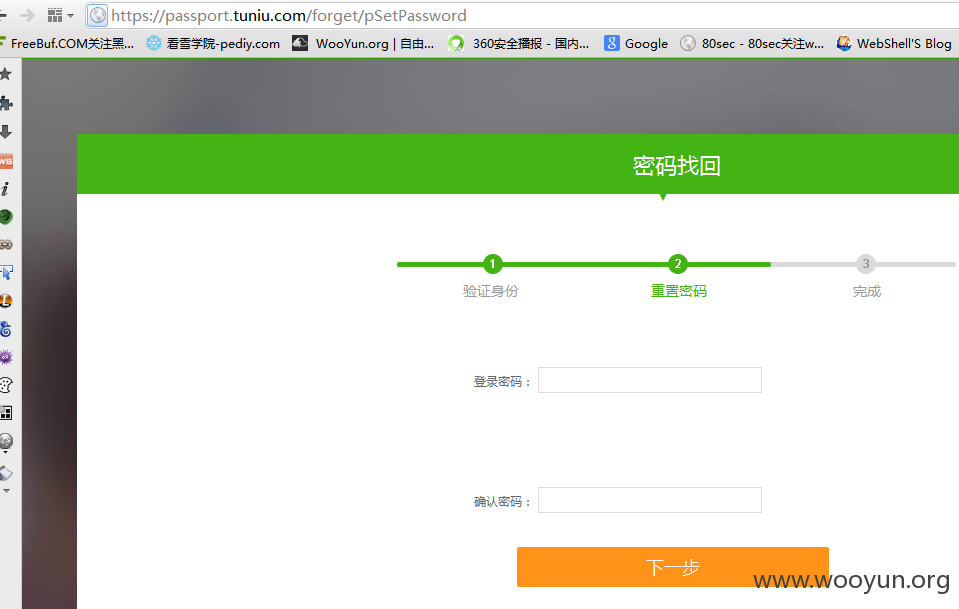 https://passport.tuniu.com/forget/pSetPassword
FreeBuf.COM关注黑... 看雪学院-pediy.com WooYun.org | 自由... 360安全播报 - 国内... Google 80sec - 80sec关注w... WebShell'S Blog
密码找回
1 2 3
验证身份 重置密码 完成
登录密码：
确认密码：
下一步
www.wooyun.org